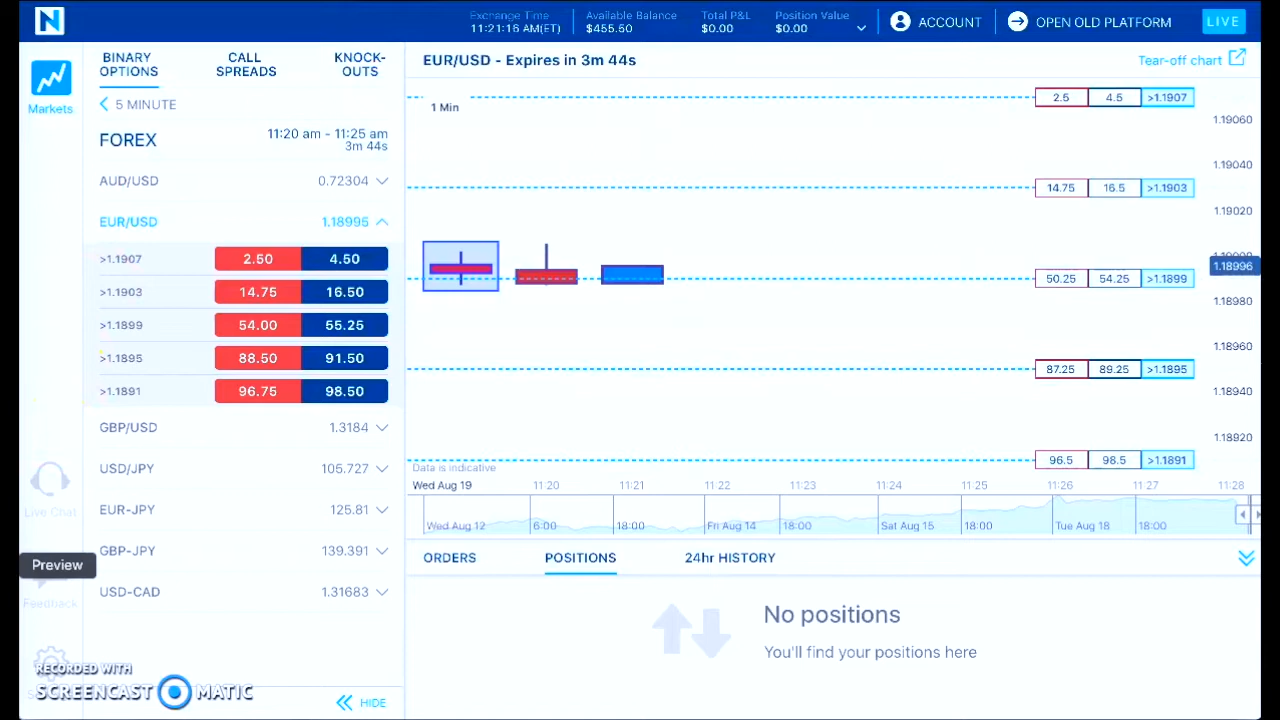 N
Exchange Time
11:21:16 AM(ET)
Available Balance
$455.50
Total P&L
$0.00
Position Value
$0.00
ACCOUNT
OPEN OLD PLATFORM
LIVE
Markets
BINARY OPTIONS
CALL SPREADS
KNOCK-OUTS
5 MINUTE
FOREX
11:20 am - 11:25 am
3m 44s
AUD/USD 0.72304
EUR/USD 1.18995
>1.1907 2.50 4.50
>1.1903 14.75 16.50
>1.1899 54.00 55.25
>1.1895 88.50 91.50
>1.1891 96.75 98.50
GBP/USD 1.3184
USD/JPY 105.727
EUR-JPY 125.81
GBP-JPY 139.391
USD-CAD 1.31683
HIDE
Live Chat
Preview
Feedback
RECORDED WITH
SCREENCAST MATIC
EUR/USD - Expires in 3m 44s
Tear-off chart
1 Min
2.5 4.5 >1.1907
1.19060
1.19040
14.75 16.5 >1.1903
1.19020
1.18996
50.25 54.25 >1.1899
1.18980
1.18960
87.25 89.25 >1.1895
1.18940
1.18920
96.5 98.5 >1.1891
Data is indicative
Wed Aug 19 11:20 11:21 11:22 11:23 11:24 11:25 11:26 11:27 11:28
Wed Aug 12 6:00 18:00 Fri Aug 14 18:00 Sat Aug 15 18:00 Tue Aug 18 18:00
ORDERS POSITIONS 24hr HISTORY
No positions
You'll find your positions here